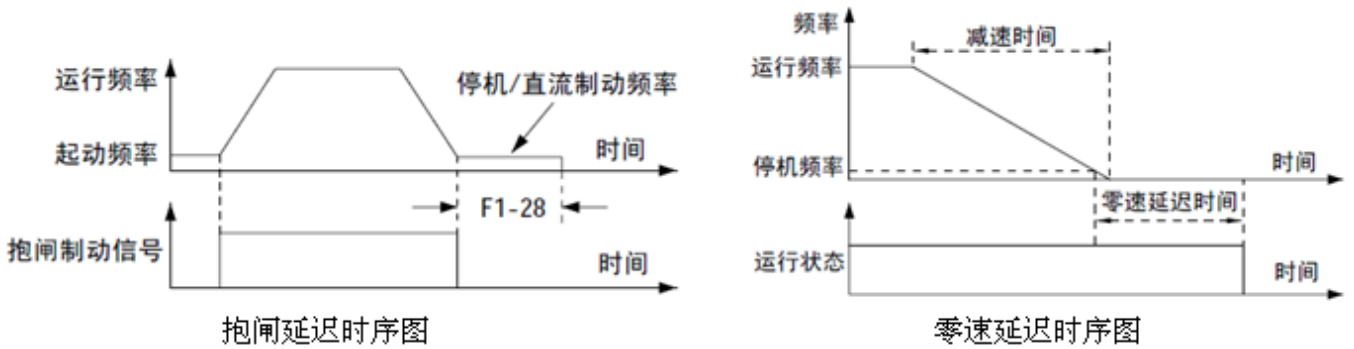 运行频率
停机/直流制动频率
起动频率
时间
F1-28
抱闸制动信号
时间
抱闸延迟时序图
频率
减速时间
运行频率
停机频率
时间
零速延迟时间
运行状态
时间
零速延迟时序图